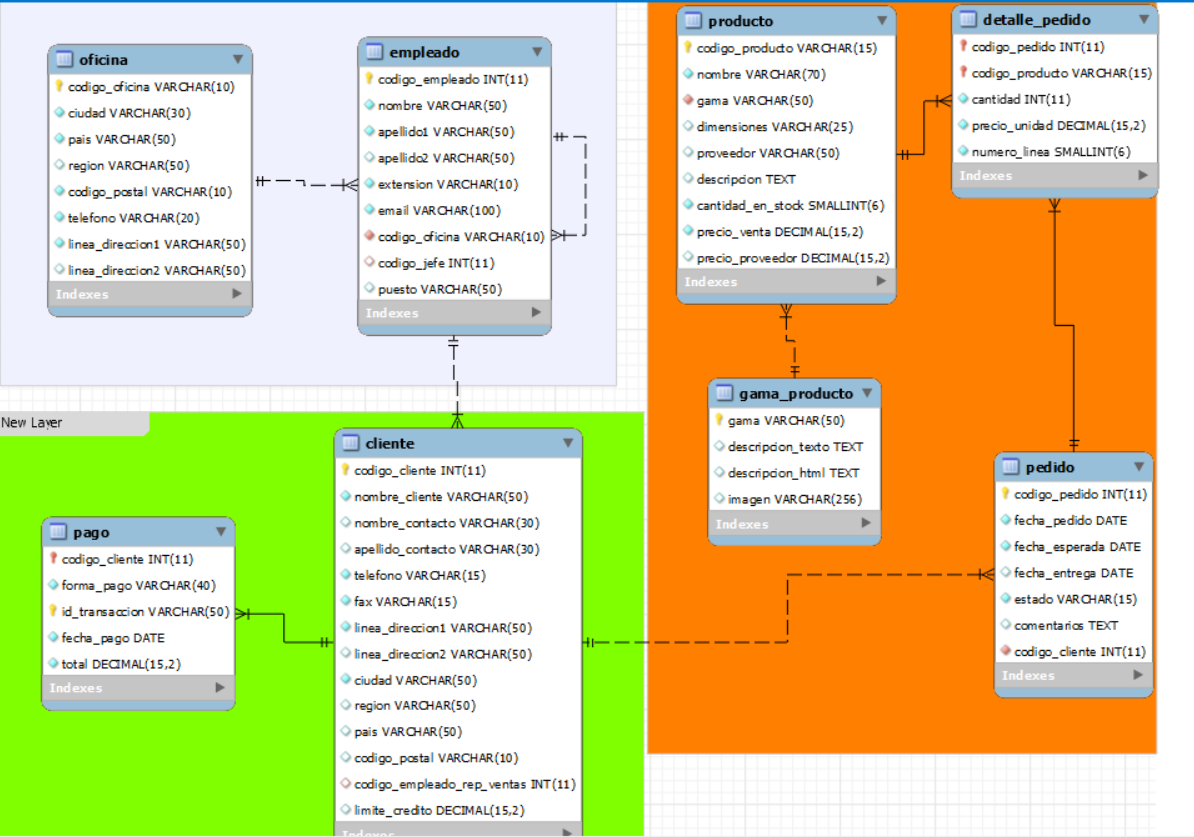 oficina
codigo_oficina VARCHAR(10)
ciudad VARCHAR(30)
pais VARCHAR(50)
region VARCHAR(50)
codigo_postal VARCHAR(10)
telefono VARCHAR(20)
linea_direccion1 VARCHAR(50)
linea_direccion2 VARCHAR(50)
Indexes
empleado
codigo_empleado INT(11)
nombre VARCHAR(50)
apellido1 VARCHAR(50)
apellido2 VARCHAR(50)
extension VARCHAR(10)
email VARCHAR(100)
codigo_oficina VARCHAR(10)
codigo_jefe INT(11)
puesto VARCHAR(50)
Indexes
producto
codigo_producto VARCHAR(15)
nombre VARCHAR(70)
gama VARCHAR(50)
dimensiones VARCHAR(25)
proveedor VARCHAR(50)
descripcion TEXT
cantidad_en_stock SMALLINT(6)
precio_venta DECIMAL(15,2)
precio_proveedor DECIMAL(15,2)
Indexes
detalle_pedido
codigo_pedido INT(11)
codigo_producto VARCHAR(15)
cantidad INT(11)
precio_unidad DECIMAL(15,2)
numero_linea SMALLINT(6)
Indexes
gama_producto
gama VARCHAR(50)
descripcion_texto TEXT
descripcion_html TEXT
imagen VARCHAR(256)
Indexes
New Layer
pago
codigo_cliente INT(11)
forma_pago VARCHAR(40)
id_transaccion VARCHAR(50)
fecha_pago DATE
total DECIMAL(15,2)
Indexes
cliente
codigo_cliente INT(11)
nombre_cliente VARCHAR(50)
nombre_contacto VARCHAR(30)
apellido_contacto VARCHAR(30)
telefono VARCHAR(15)
fax VARCHAR(15)
linea_direccion1 VARCHAR(50)
linea_direccion2 VARCHAR(50)
ciudad VARCHAR(50)
region VARCHAR(50)
pais VARCHAR(50)
codigo_postal VARCHAR(10)
codigo_empleado_rep_ventas INT(11)
limite_credito DECIMAL(15,2)
Indexes
pedido
codigo_pedido INT(11)
fecha_pedido DATE
fecha_esperada DATE
fecha_entrega DATE
estado VARCHAR(15)
comentarios TEXT
codigo_cliente INT(11)
Indexes